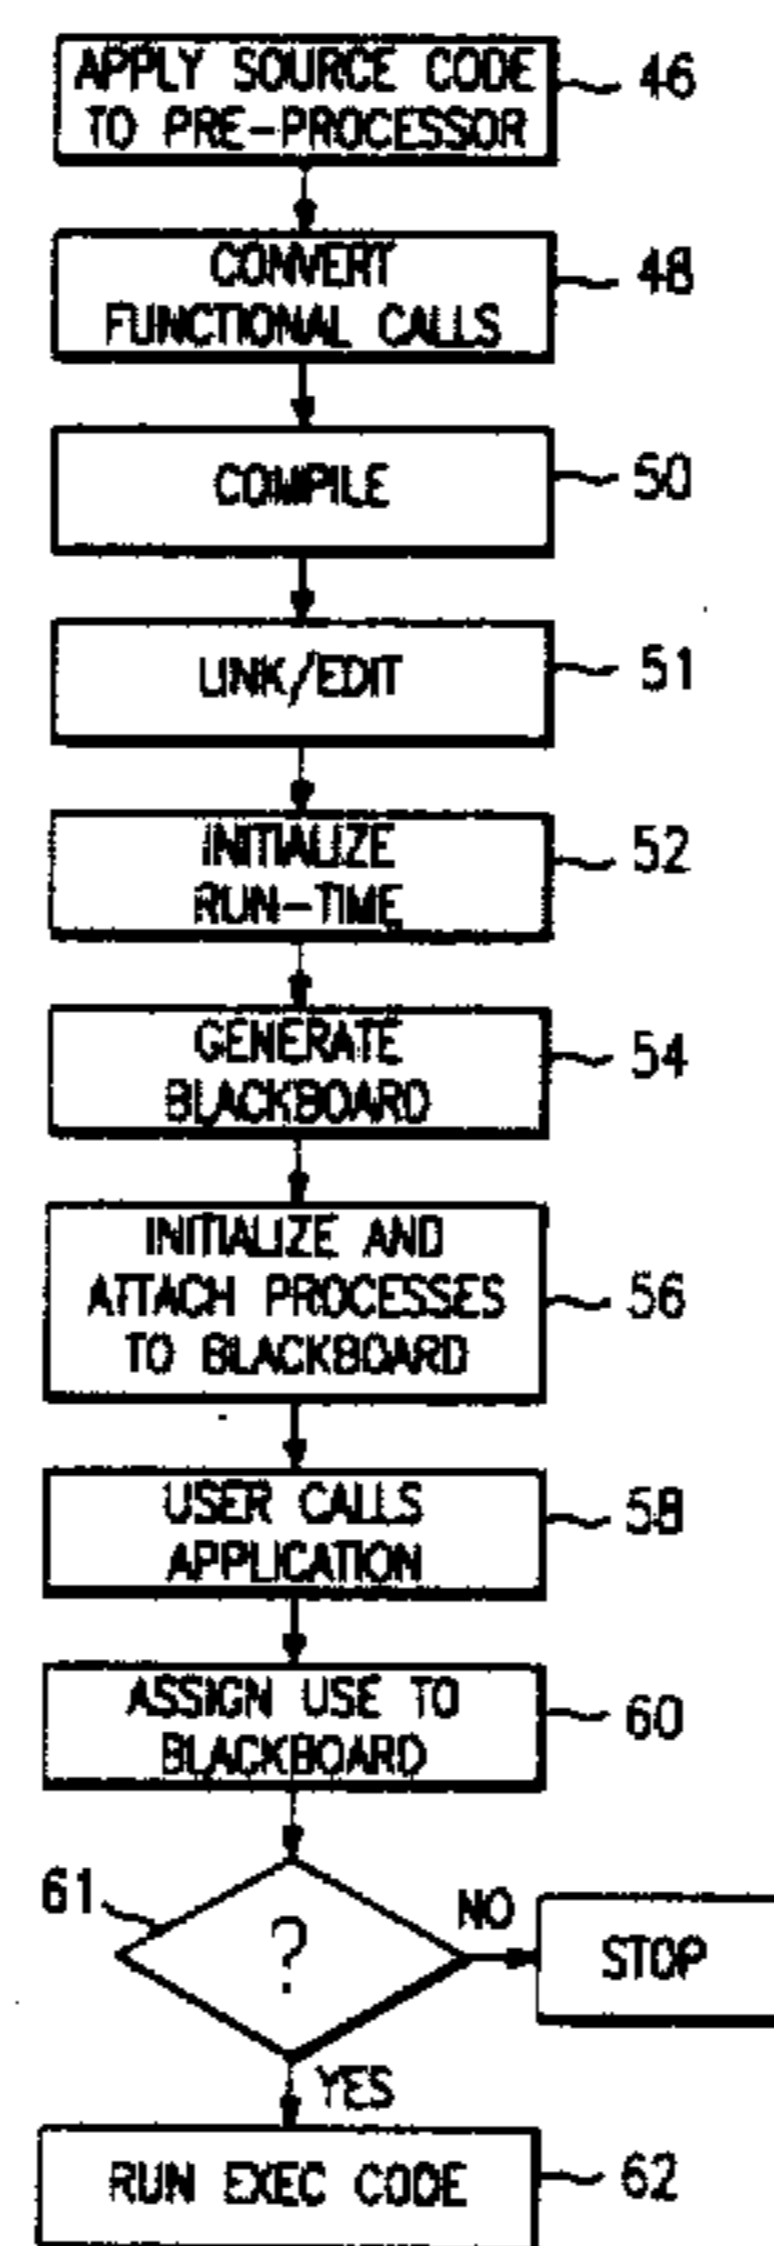 APPLY SOURCE CODE
TO PRE-PROCESSOR
46
CONVERT
FUNCTIONAL CALLS
48
COMPILE
50
LINK/EDIT
51
INITIALIZE
RUN-TIME
52
GENERATE
BLACKBOARD
54
INITIALIZE AND
ATTACH PROCESSES
TO BLACKBOARD
56
USER CALLS
APPLICATION
58
ASSIGN USE TO
BLACKBOARD
60
61
?
NO
STOP
YES
RUN EXEC CODE
62